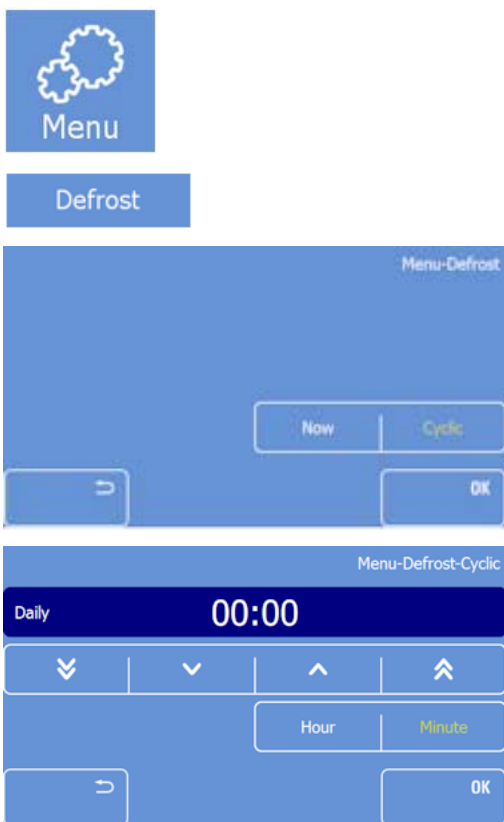 Menu
Defrost
Menu-Defrost
Now Cyclic
OK
Menu-Defrost-Cyclic
Daily 00:00
Hour Minute
OK